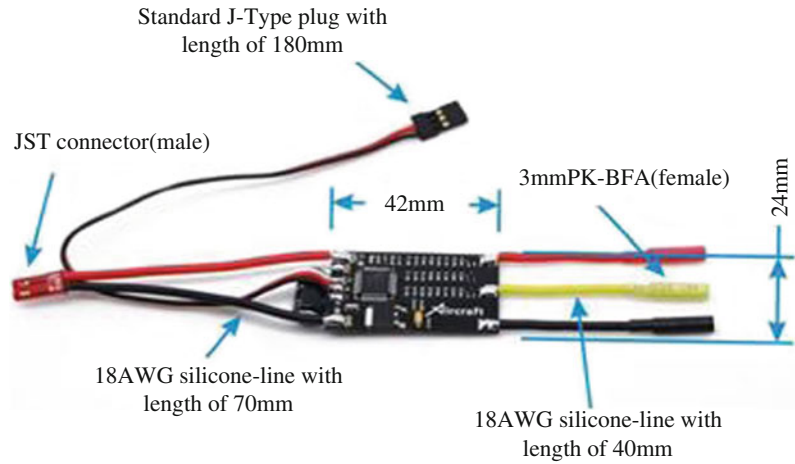 Standard J-Type plug with
length of 180mm
JST connector(male)
3mmPK-BFA(female)
42mm
24mm
Xaircraft
18AWG silicone-line with
length of 70mm
18AWG silicone-line with
length of 40mm